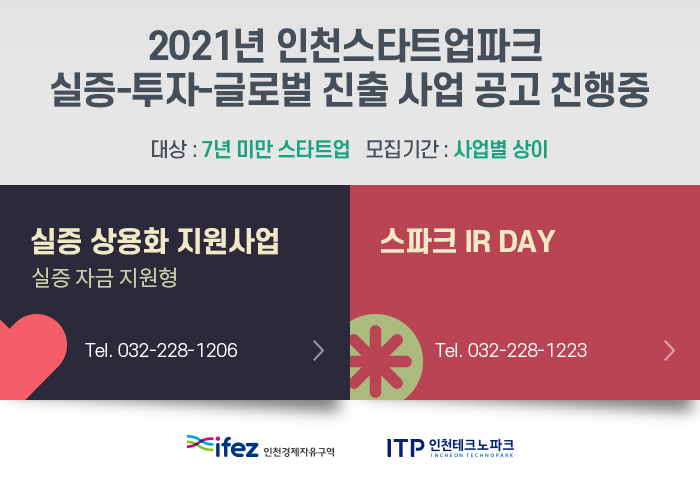 2021년 인천스타트업파크
실증-투자-글로벌 진출 사업 공고 진행중
대상 : 7년 미만 스타트업 모집기간 : 사업별 상이
실증 상용화 지원사업
실증 자금 지원형
Tel. 032-228-1206
스파크 IR DAY
Tel. 032-228-1223
ifez 인천경제자유구역
ITP 인천테크노파크
INCHEON TECHNOPARK